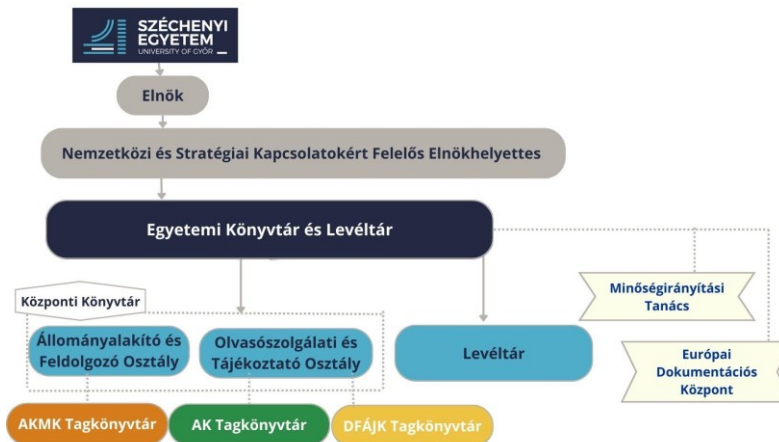 SZÉCHENYI
EGYETEM
UNIVERSITY OF GYŐR
Elnök
Nemzetközi és Stratégiai Kapcsolatokért Felelős Elnökhelyettes
Egyetemi Könyvtár és Levéltár
Központi Könyvtár
Állományalakító és
Feldolgozó Osztály
Olvasószolgálati és
Tájékoztató Osztály
Levéltár
Minőségirányítási
Tanács
Európai
Dokumentációs
Központ
AKMK Tagkönyvtár
AK Tagkönyvtár
DFÁJK Tagkönyvtár